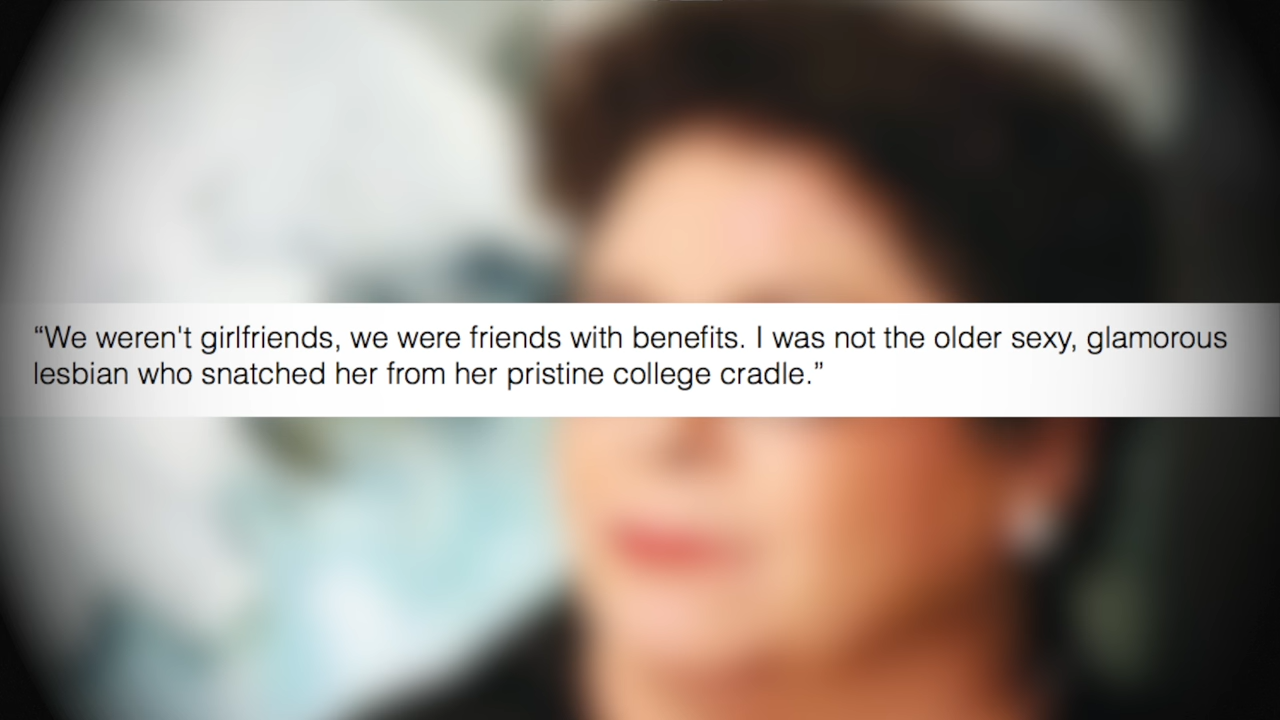 “We weren't girlfriends, we were friends with benefits. I was not the older sexy, glamorous
lesbian who snatched her from her pristine college cradle.”